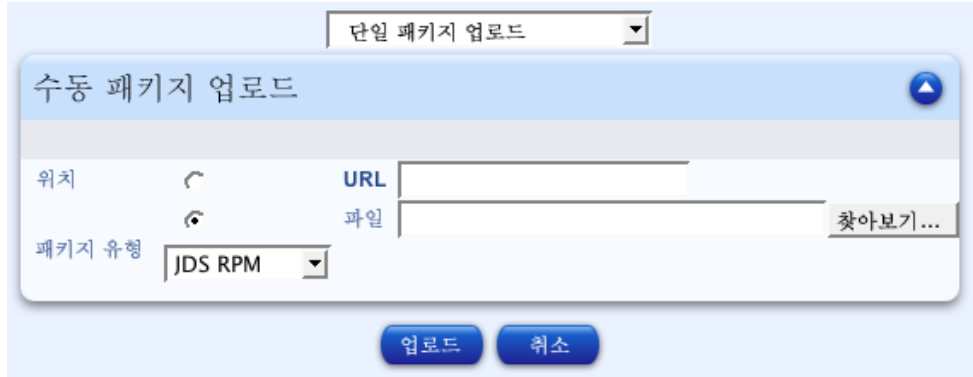 단일 패키지 업로드
수동 패키지 업로드
위치 URL
파일 찾아보기...
패키지 유형 JDS RPM
업로드 취소